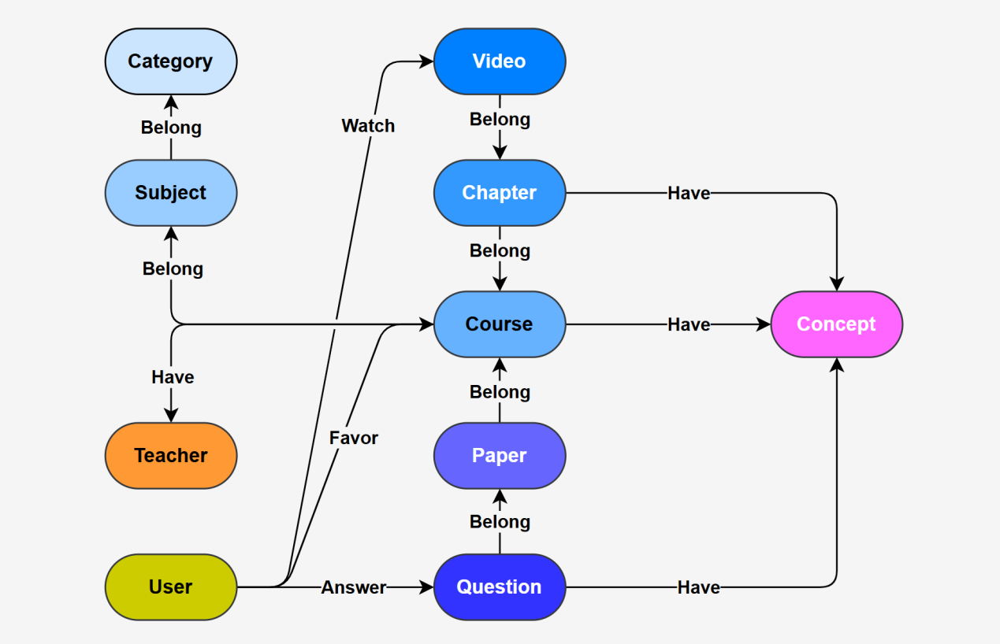 Category
Video
Belong
Watch
Belong
Subject
Chapter
Have
Belong
Belong
Course
Have
Concept
Have
Belong
Favor
Teacher
Paper
Belong
User
Answer
Question
Have